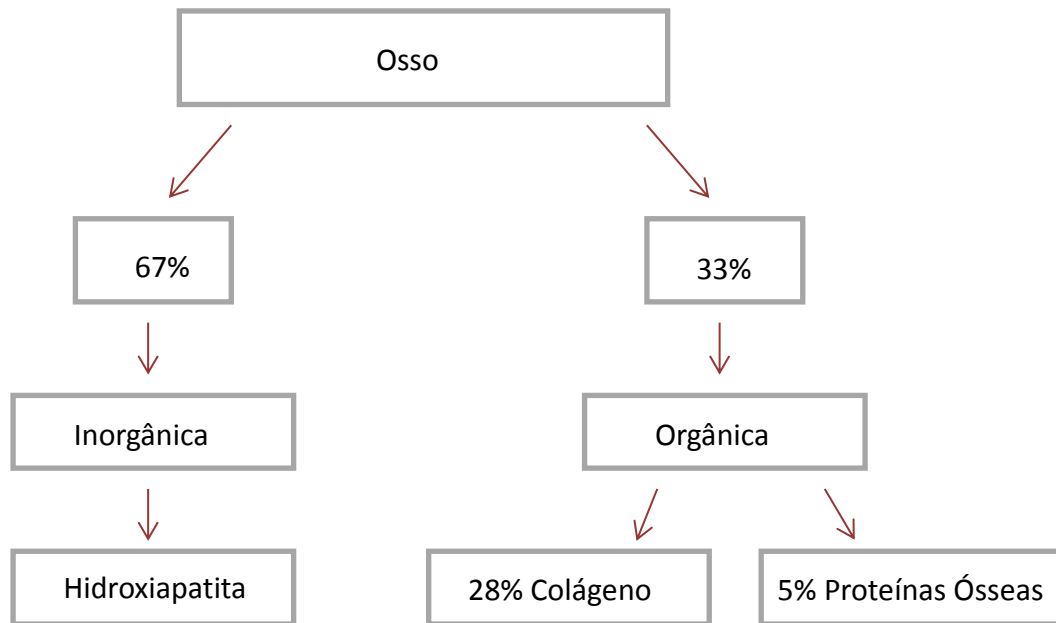 Osso
67%
33%
Inorgânica
Orgânica
Hidroxiapatita
28% Colágeno
5% Proteínas Ósseas